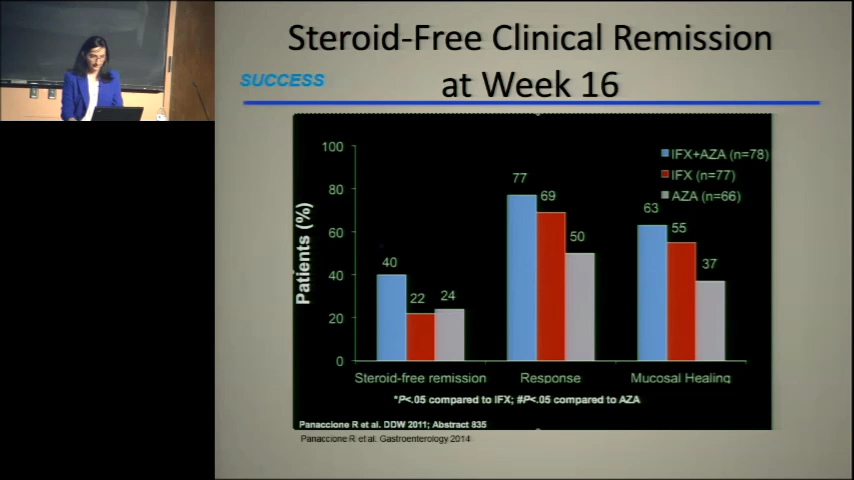 Steroid-Free Clinical Remission
SUCCESS
at Week 16
100
80
60
40
20
0
Patients (%)
IFX+AZA (n=78)
IFX (n=77)
AZA (n=66)
40
22
24
77
69
50
63
55
37
Steroid-free remission
Response
Mucosal Healing
*P<.05 compared to IFX; #P<.05 compared to AZA
Panaccione R et al. DDW 2011; Abstract 835
Panaccione R et al. Gastroenterology 2014